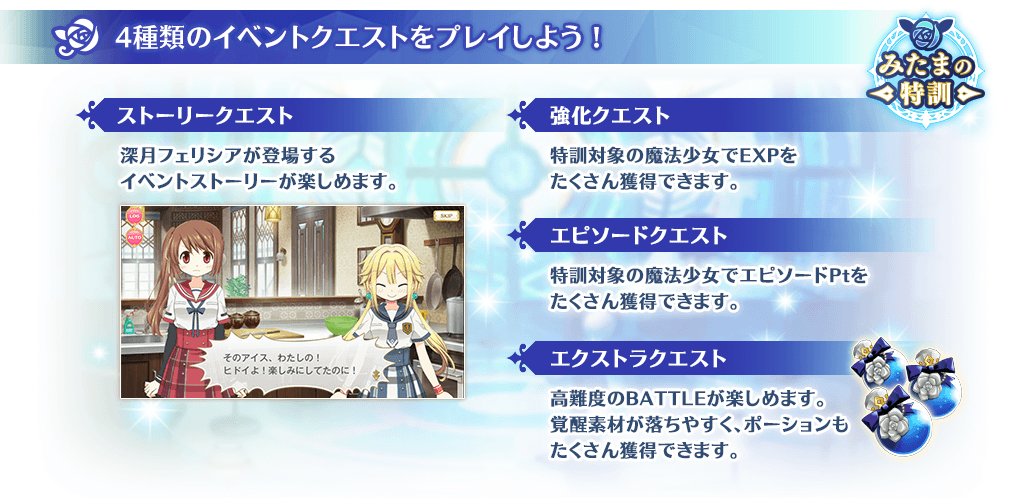 4種類のイベントクエストをプレイしよう！
みたまの
特訓
ストーリークエスト
深月フェリシアが登場する
イベントストーリーが楽しめます。
LOG
AUTO
SKIP
そのアイス、わたしの！
ヒドイよ！楽しみにしてたのに！
強化クエスト
特訓対象の魔法少女でEXPを
たくさん獲得できます。
エピソードクエスト
特訓対象の魔法少女でエピソードPtを
たくさん獲得できます。
エクストラクエスト
高難度のBATTLEが楽しめます。
覚醒素材が落ちやすく、ポーションも
たくさん獲得できます。